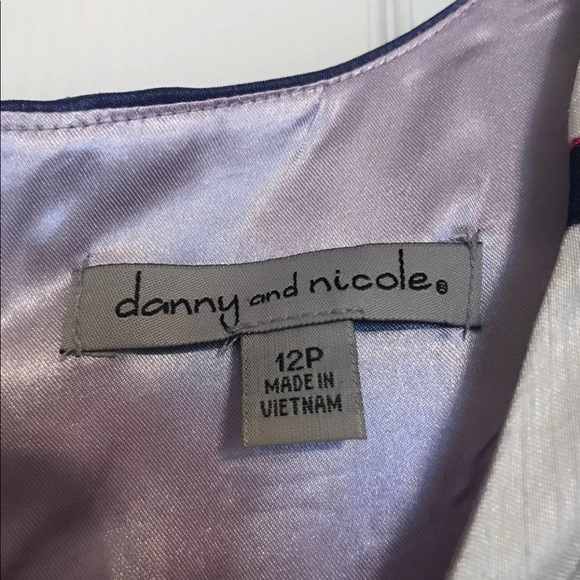 danny and nicole®
12P
MADE IN
VIETNAM